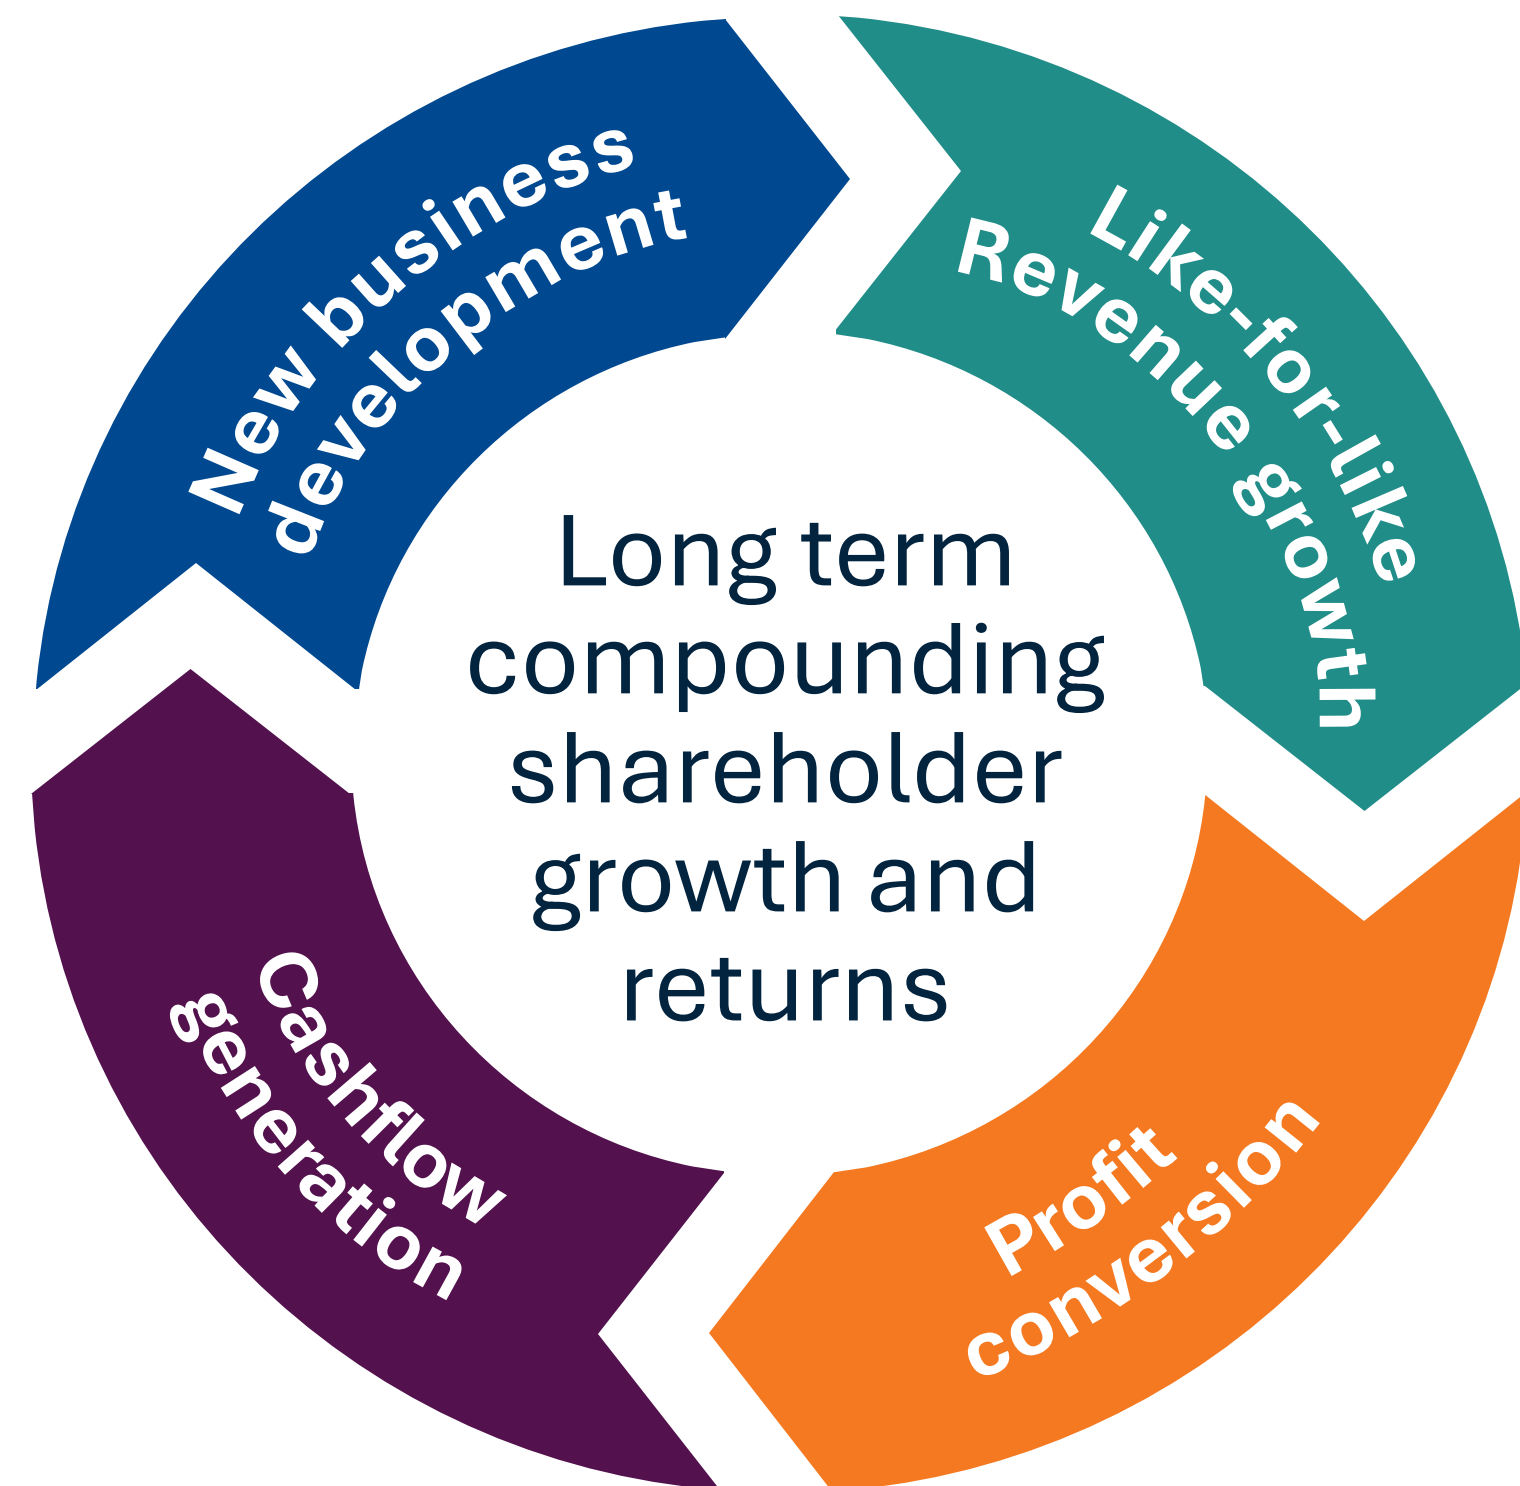 New business
development
Like-for-like
Revenue growth
Long term
compounding
shareholder
growth and
returns
Cashflow
generation
Profit
conversion